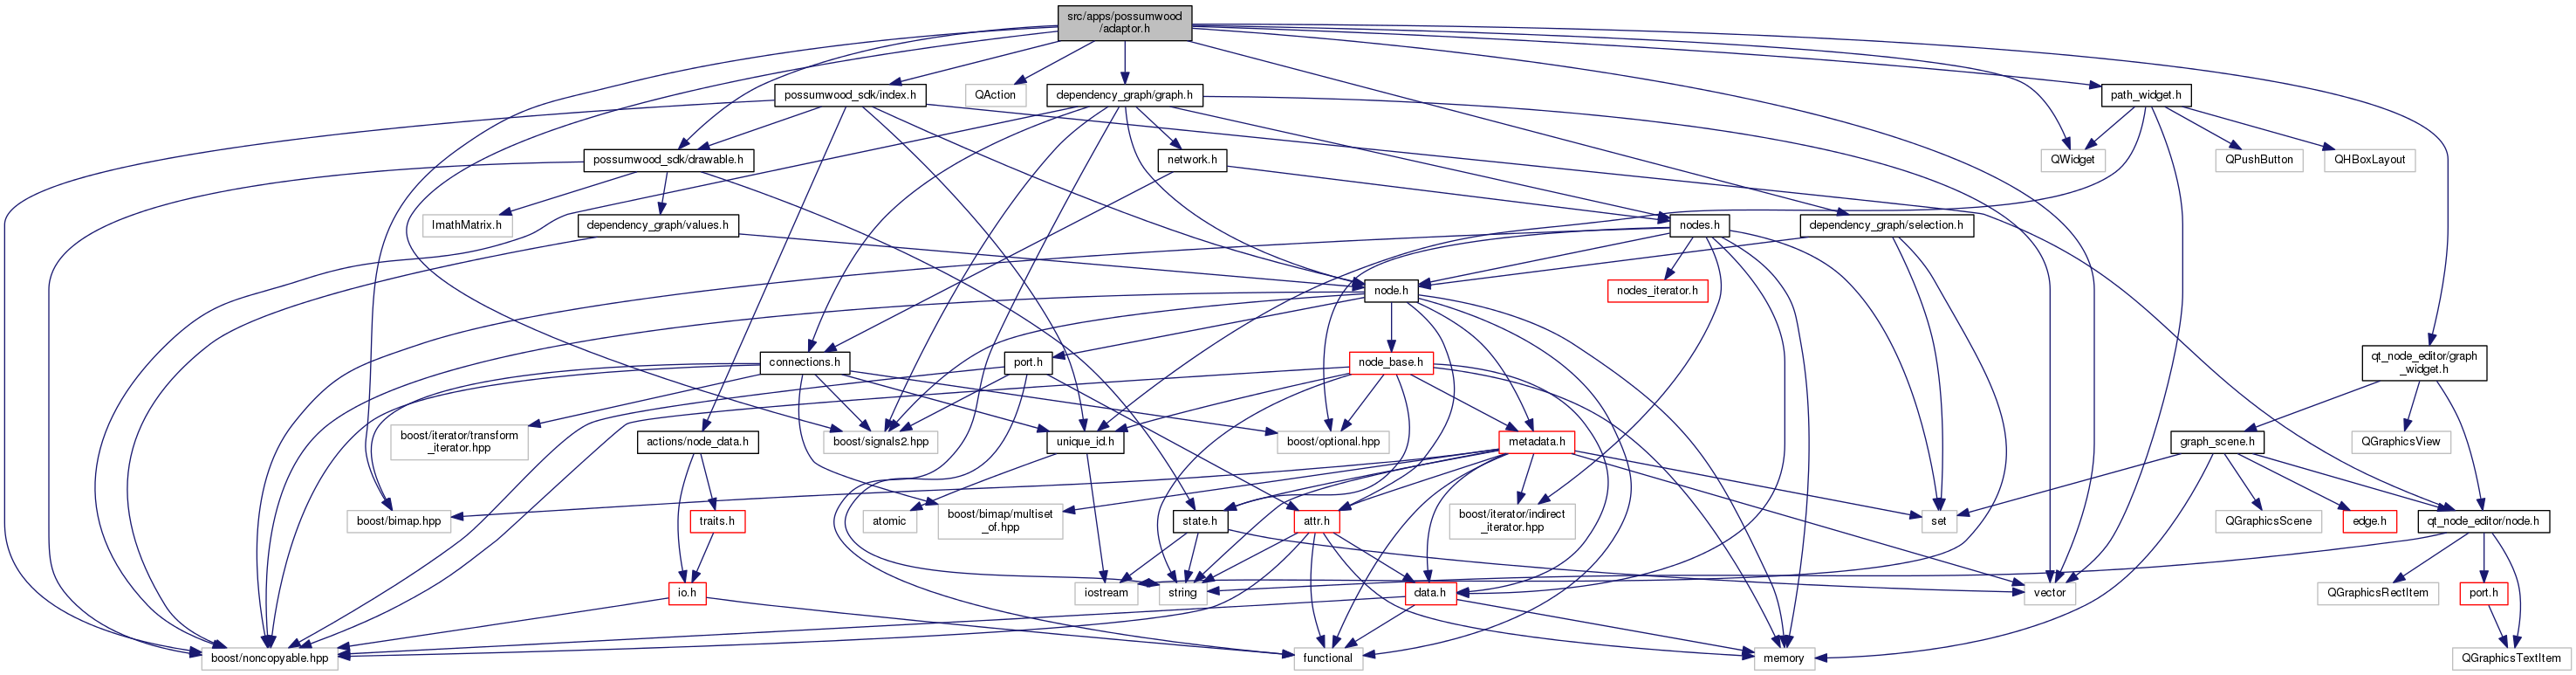 src/apps/possumwood
/adaptor.h
possumwood_sdk/index.h
QAction
dependency_graph/graph.h
path_widget.h
possumwood_sdk/drawable.h
network.h
QWidget
QPushButton
QHBoxLayout
ImathMatrix.h
dependency_graph/values.h
nodes.h
dependency_graph/selection.h
node.h
nodes_iterator.h
connections.h
port.h
node_base.h
qt_node_editor/graph
_widget.h
boost/iterator/transform
_iterator.hpp
actions/node_data.h
boost/signals2.hpp
unique_id.h
boost/optional.hpp
metadata.h
graph_scene.h
QGraphicsView
boost/bimap.hpp
traits.h
atomic
boost/bimap/multiset
_of.hpp
state.h
attr.h
boost/iterator/indirect
_iterator.hpp
set
QGraphicsScene
edge.h
qt_node_editor/node.h
io.h
iostream
string
data.h
vector
QGraphicsRectItem
port.h
boost/noncopyable.hpp
functional
memory
QGraphicsTextItem